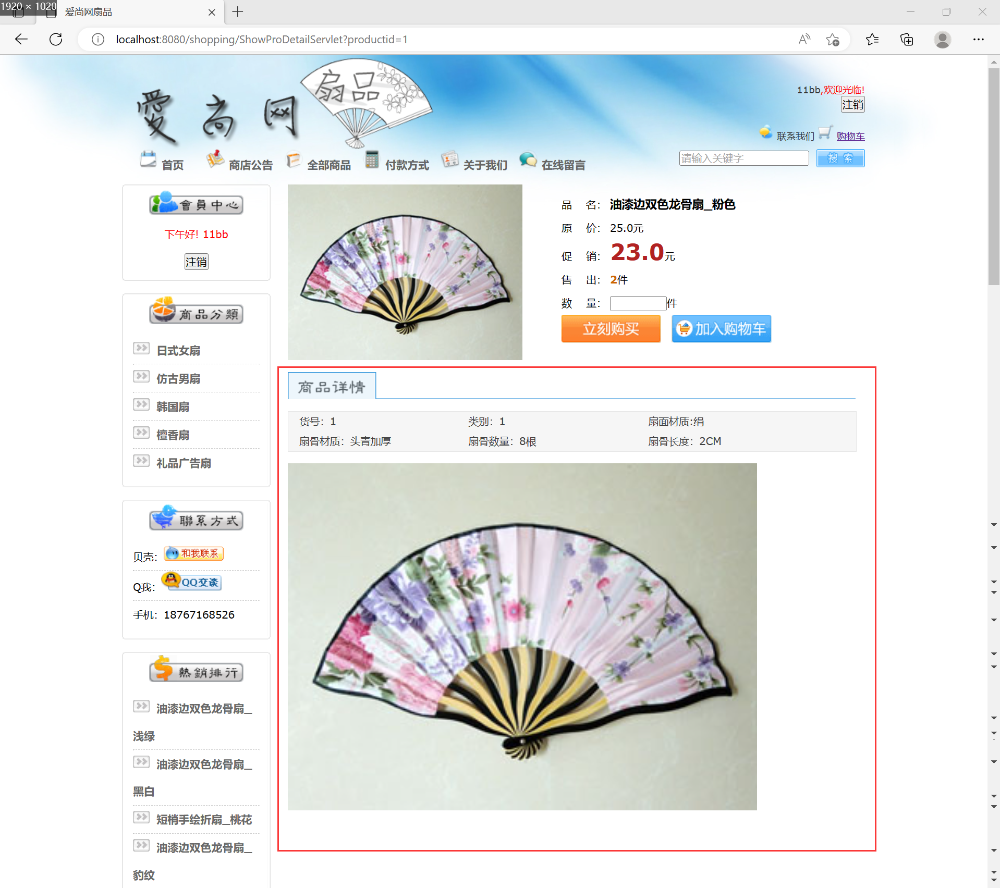 1920 × 1020
爱尚网扇品
localhost:8080/shopping/ShowProDetailServlet?productid=1
愛尚网
扇品
11bb,欢迎光临!
注销
联系我们 购物车
首页 商店公告 全部商品 付款方式 关于我们 在线留言
请输入关键字 搜 索
會員中心
下午好! 11bb
注销
商品分類
日式女扇
仿古男扇
韩国扇
檀香扇
礼品广告扇
聯系方式
贝壳: 和我联系
Q我: QQ交谈
手机: 18767168526
熱銷排行
油漆边双色龙骨扇_
浅绿
油漆边双色龙骨扇_
黑白
短梢手绘折扇_桃花
油漆边双色龙骨扇_
豹纹
品 名: 油漆边双色龙骨扇_粉色
原 价: 25.0元
促 销: 23.0元
售 出: 2件
数 量: 件
立刻购买 加入购物车
商品详情
货号: 1 类别: 1 扇面材质:绢
扇骨材质: 头青加厚 扇骨数量: 8根 扇骨长度: 2CM